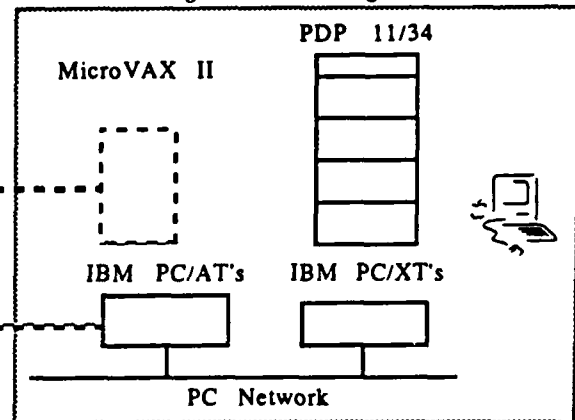 PDP 11/34
MicroVAX II
IBM PC/AT's IBM PC/XT's
PC Network